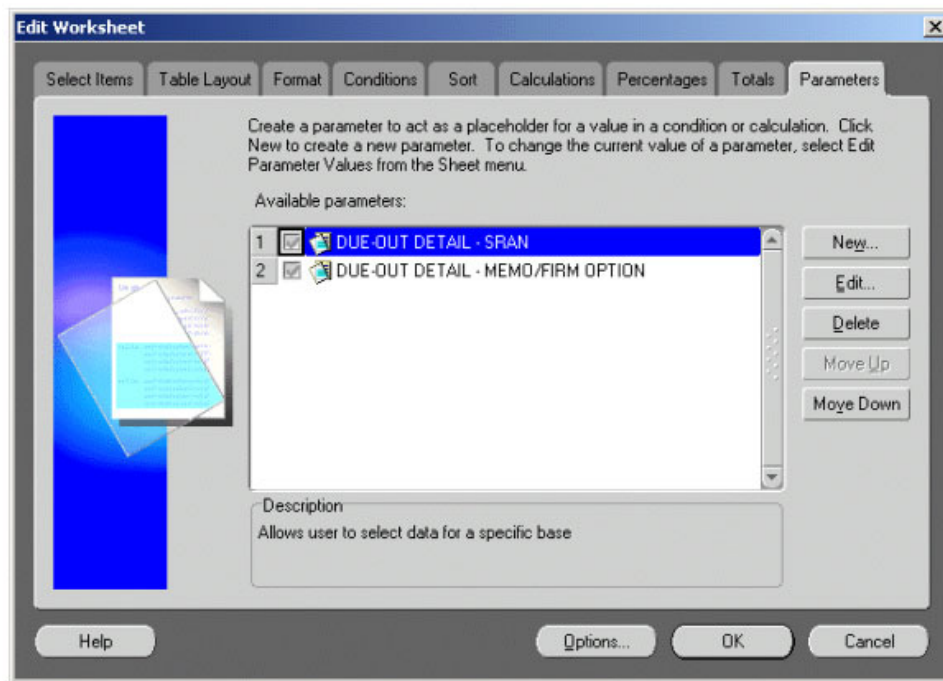 Edit Worksheet
Select Items Table Layout Format Conditions Sort Calculations Percentages Totals Parameters
Create a parameter to act as a placeholder for a value in a condition or calculation. Click
New to create a new parameter. To change the current value of a parameter, select Edit
Parameter Values from the Sheet menu.
Available parameters:
1 DUE-OUT DETAIL - SRAN
2 DUE-OUT DETAIL - MEMO/FIRM OPTION
New...
Edit...
Delete
Move Up
Move Down
Description
Allows user to select data for a specific base
Help Options... OK Cancel